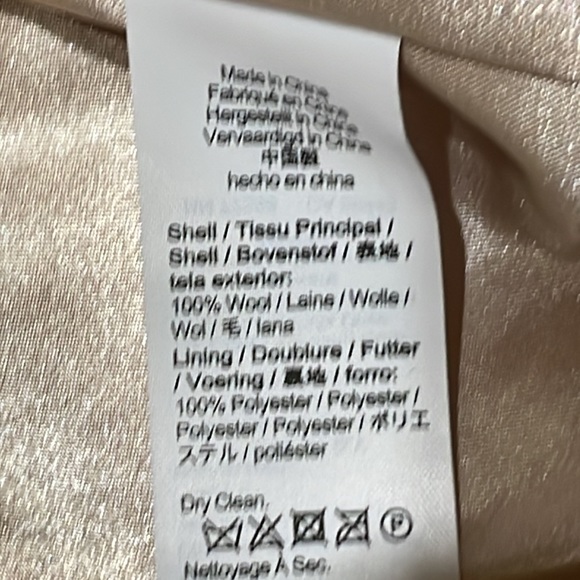 Made in China
Fabriqué en China
Hergestellt in China
Vervaardigd in China
中国製
hecho en china
Shell / Tissu Principal /
Shell / Bovenstof / 表地 /
tela exterior:
100% Wool / Laine / Wolle /
Wol / 毛 / lana
Lining / Doublure / Futter
/ Voering / 裏地 / forro:
100% Polyester / Polyester /
Polyester / Polyester / ポリエ
ステル / poliéster
Dry Clean.
P
Nettoyage À Sec.